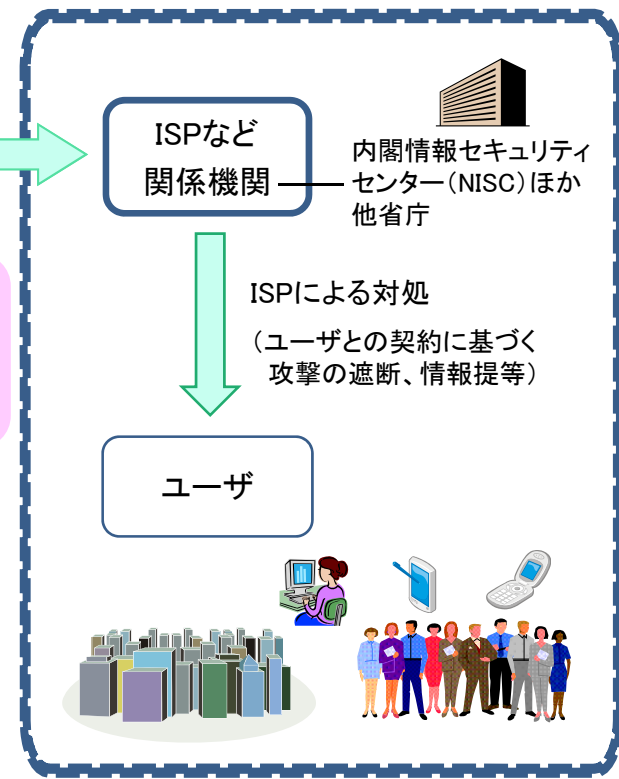 ISPなど
関係機関
内閣情報セキュリティ
センター（NISC）ほか
他省庁
ISPによる対処
（ユーザとの契約に基づく
攻撃の遮断、情報提等）
ユーザ